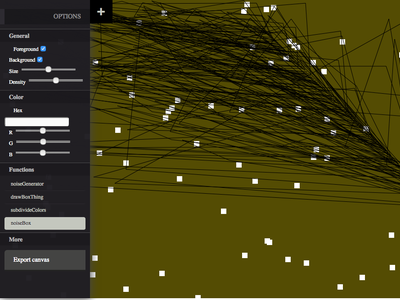 OPTIONS
+
General
Foreground
Background
Size
Density
Color
Hex
R
G
B
Functions
noiseGenerator
drawBoxThing
subdivideColors
noiseBox
More
Export canvas